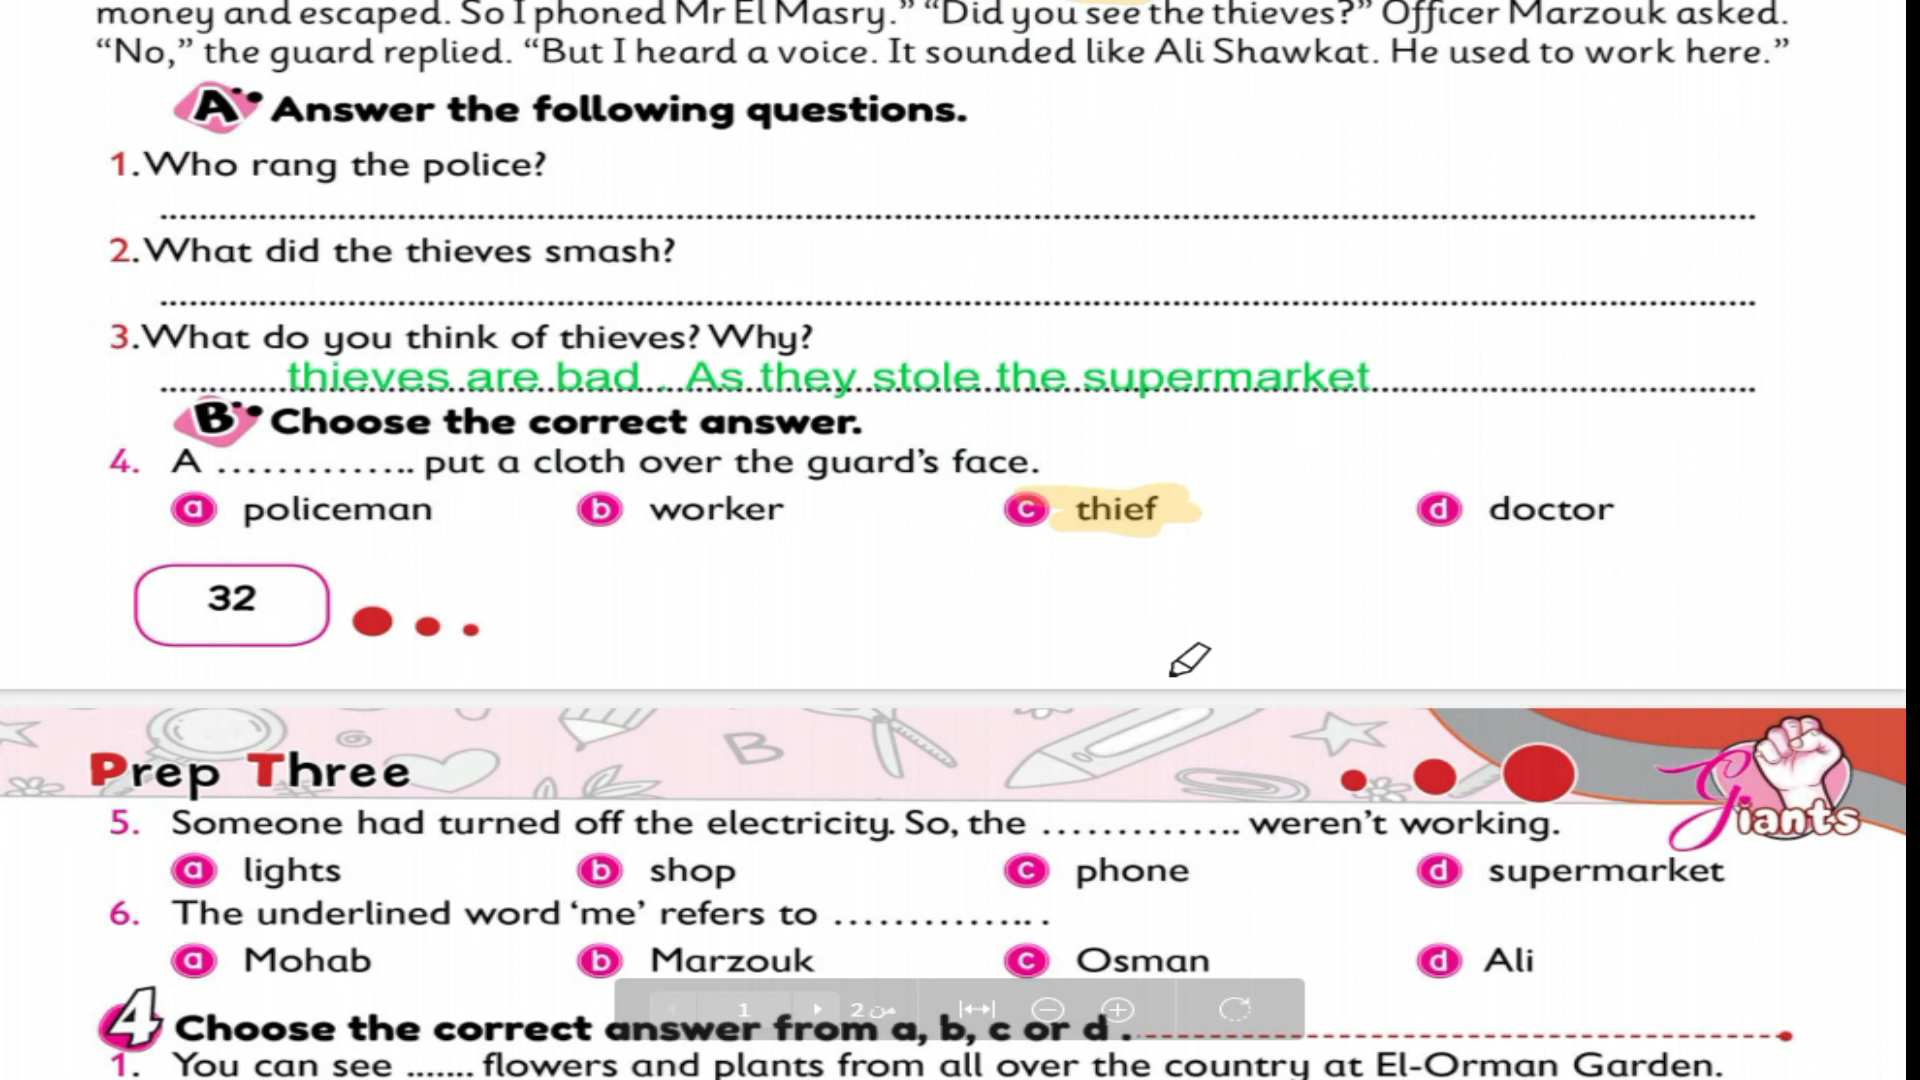 money and escaped. So I phoned Mr El Masry.” “Did you see the thieves?” Officer Marzouk asked.
“No,” the guard replied. “But I heard a voice. It sounded like Ali Shawkat. He used to work here.”
A Answer the following questions.
1. Who rang the police?
2. What did the thieves smash?
3. What do you think of thieves? Why?
thieves are bad . As they stole the supermarket
B Choose the correct answer.
4. A .............. put a cloth over the guard’s face.
a policeman b worker c thief d doctor
32
Prep Three
Giants
5. Someone had turned off the electricity. So, the .............. weren’t working.
a lights b shop c phone d supermarket
6. The underlined word ‘me’ refers to ............... .
a Mohab b Marzouk c Osman d Ali
1 من 2
4 Choose the correct answer from a, b, c or d .
1. You can see ....... flowers and plants from all over the country at El-Orman Garden.